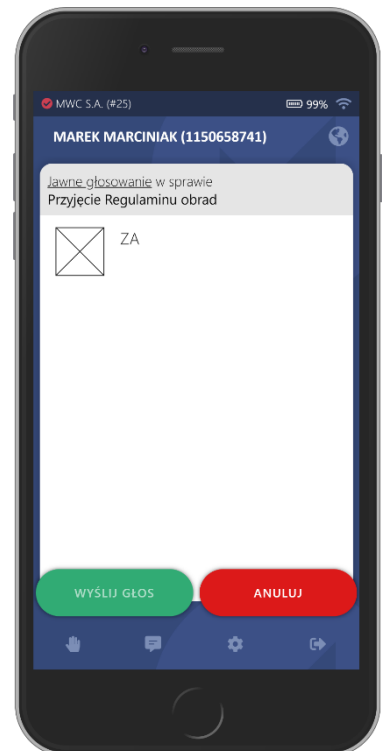 MWC S.A. (#25) 99%
MAREK MARCINIAK (1150658741)
Jawne głosowanie w sprawie
Przyjęcie Regulaminu obrad
ZA
WYŚLIJ GŁOS ANULUJ